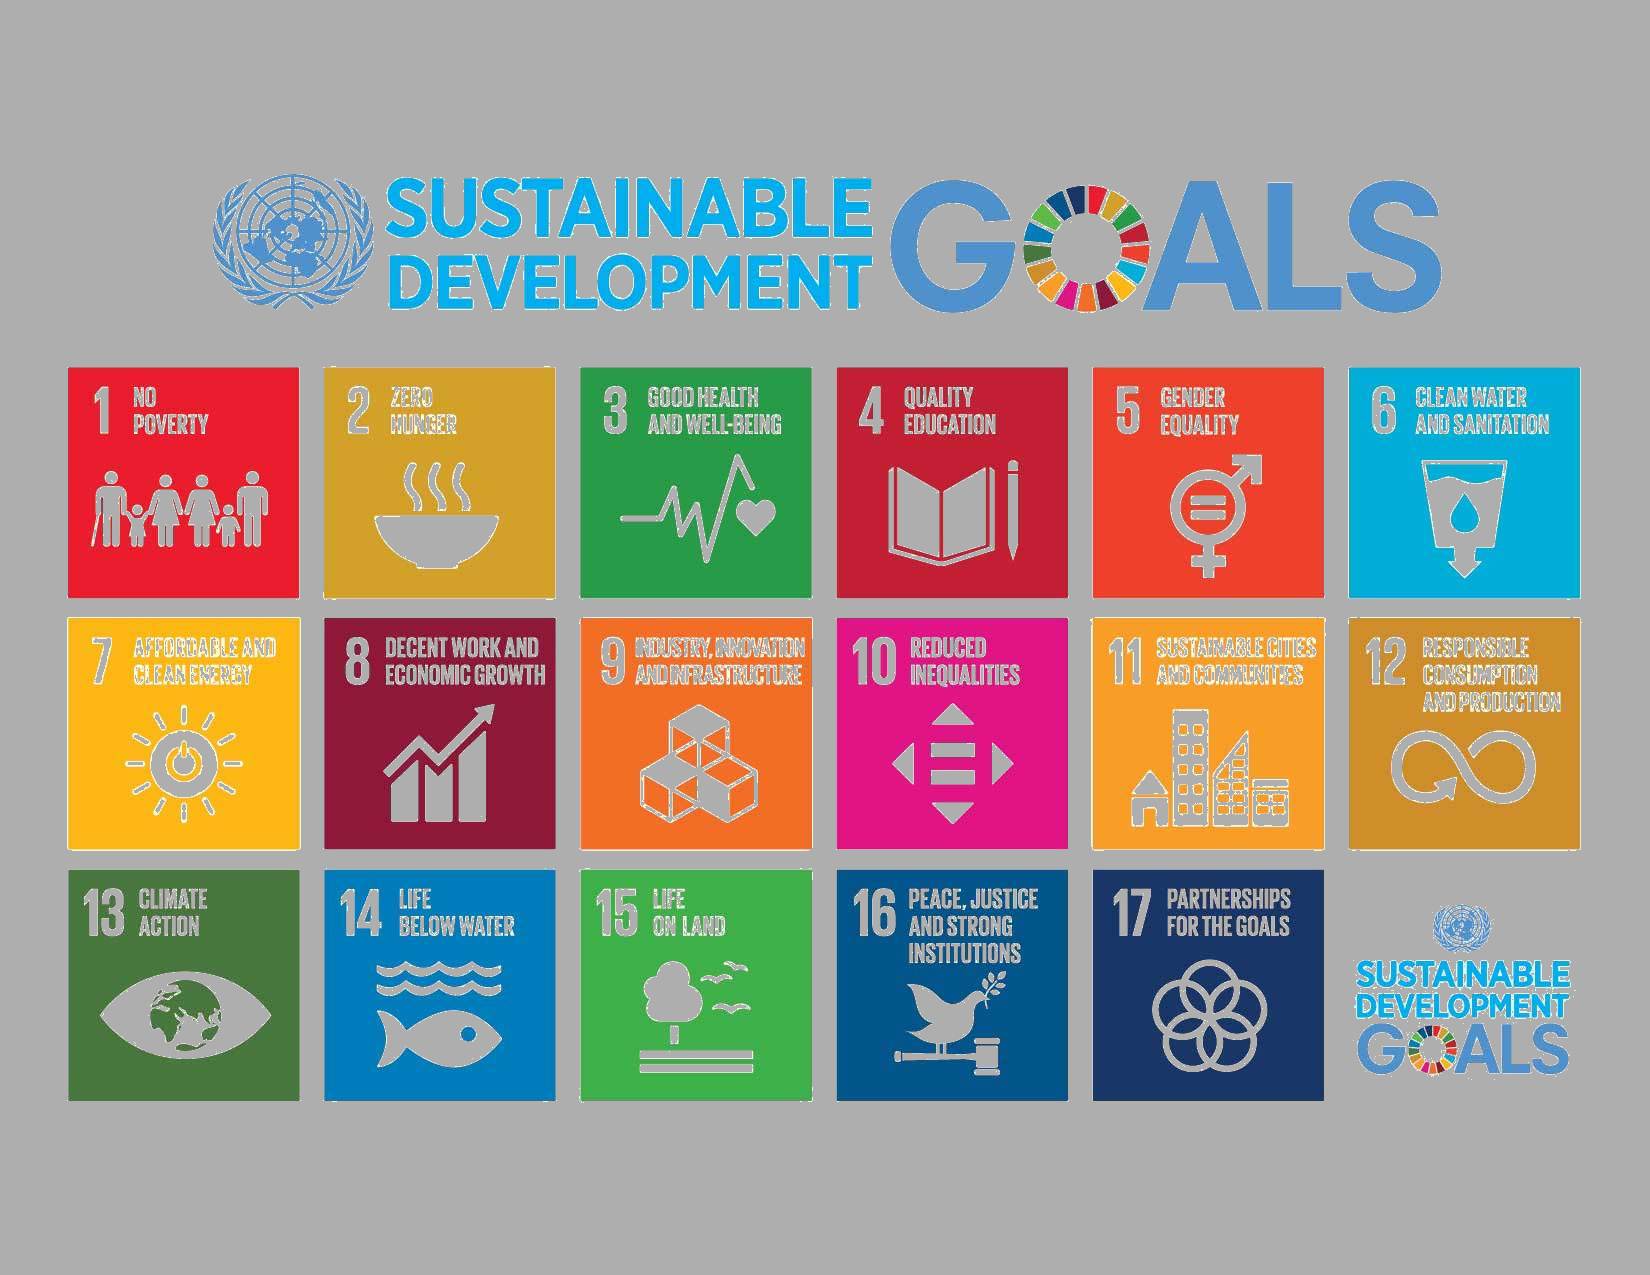 SUSTAINABLE
DEVELOPMENT
GOALS
1 NO
POVERTY
2 ZERO
HUNGER
3 GOOD HEALTH
AND WELL-BEING
4 QUALITY
EDUCATION
5 GENDER
EQUALITY
6 CLEAN WATER
AND SANITATION
7 AFFORDABLE AND
CLEAN ENERGY
8 DECENT WORK AND
ECONOMIC GROWTH
9 INDUSTRY, INNOVATION
AND INFRASTRUCTURE
10 REDUCED
INEQUALITIES
11 SUSTAINABLE CITIES
AND COMMUNITIES
12 RESPONSIBLE
CONSUMPTION
AND PRODUCTION
13 CLIMATE
ACTION
14 LIFE
BELOW WATER
15 LIFE
ON LAND
16 PEACE, JUSTICE
AND STRONG
INSTITUTIONS
17 PARTNERSHIPS
FOR THE GOALS
SUSTAINABLE
DEVELOPMENT
GOALS